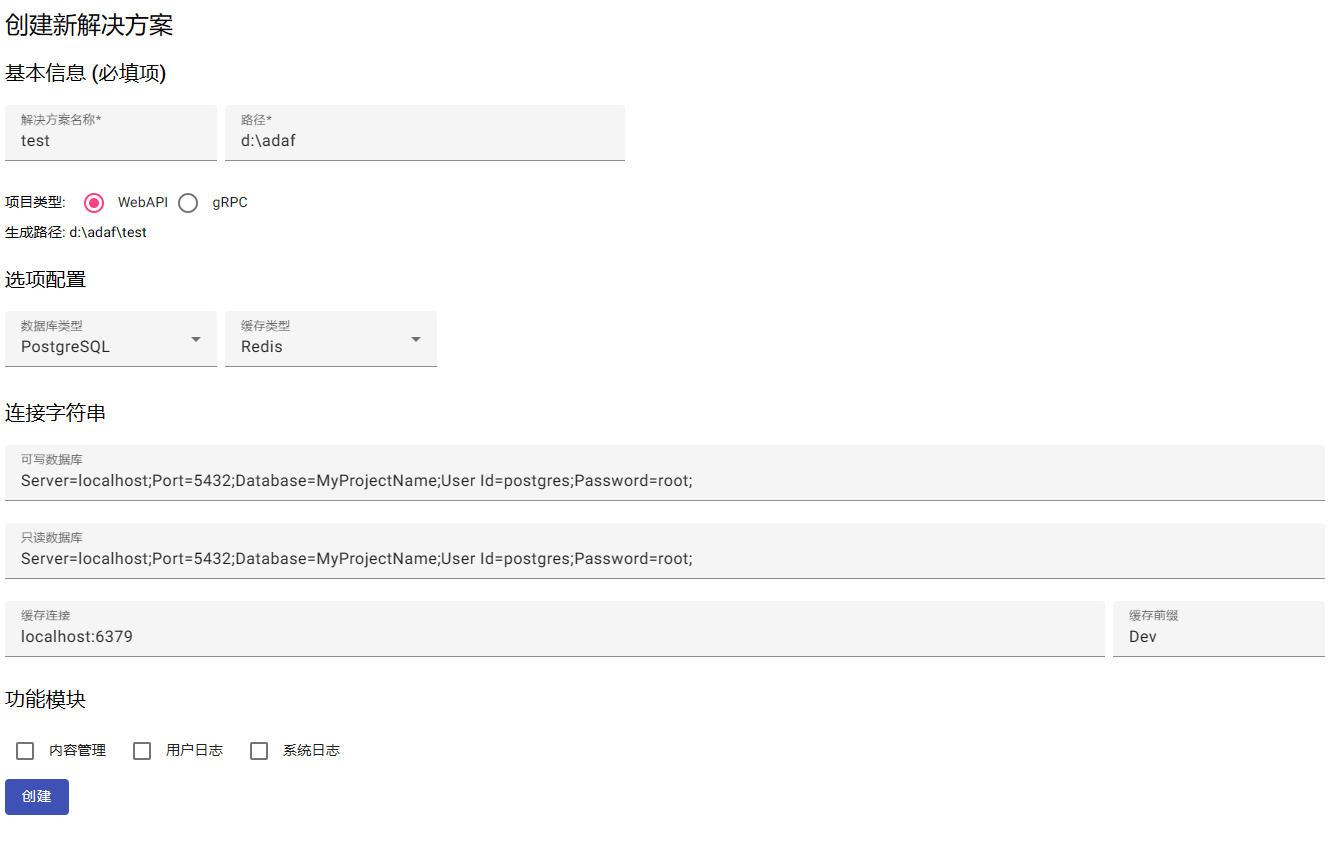 创建新解决方案
基本信息 (必填项)
解决方案名称* 路径*
test d:\adaf
项目类型: WebAPI gRPC
生成路径: d:\adaf\test
选项配置
数据库类型 缓存类型
PostgreSQL Redis
连接字符串
可写数据库
Server=localhost;Port=5432;Database=MyProjectName;User Id=postgres;Password=root;
只读数据库
Server=localhost;Port=5432;Database=MyProjectName;User Id=postgres;Password=root;
缓存连接 缓存前缀
localhost:6379 Dev
功能模块
内容管理 用户日志 系统日志
创建